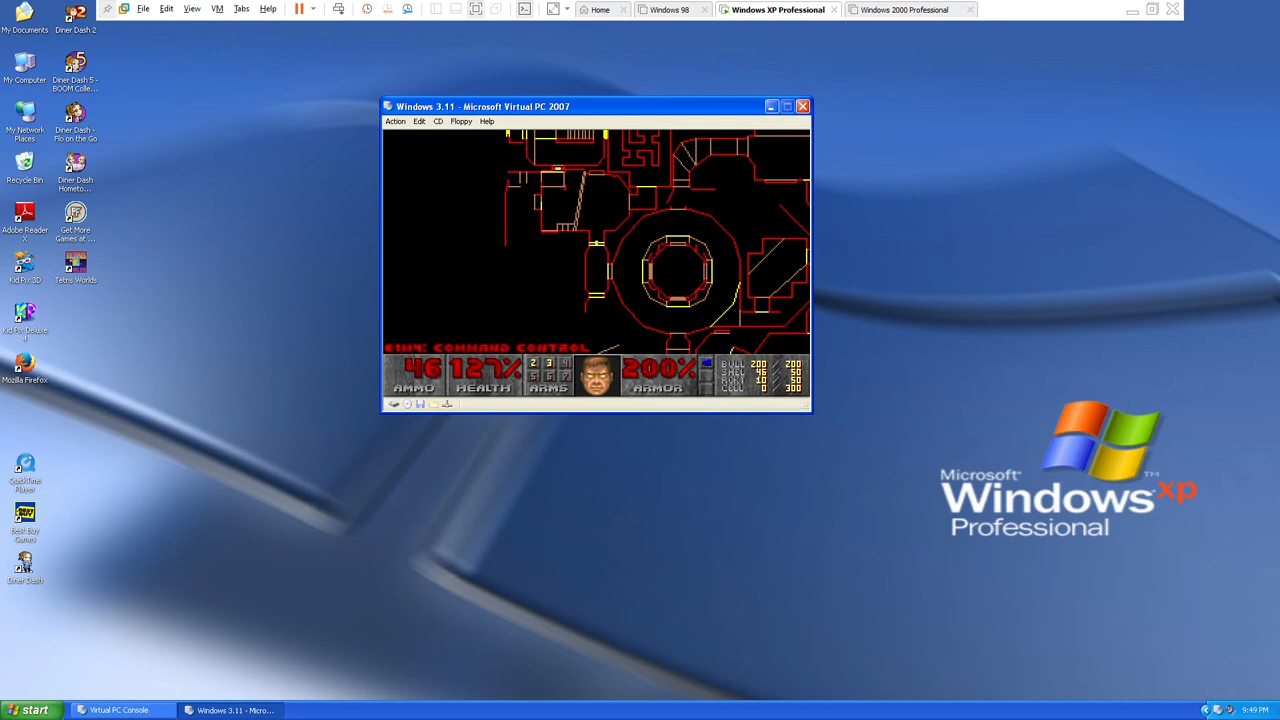 File Edit View VM Tabs Help
Home
Windows 98
Windows XP Professional
Windows 2000 Professional
My Documents
Diner Dash 2
My Computer
Diner Dash 5 - BOOM Colle...
My Network Places
Diner Dash - Flo on the Go
Recycle Bin
Diner Dash Hometo...
Adobe Reader X
Get More Games at ...
Kid Pix 3D
Tetris Worlds
Kid Pix Deluxe 4
Mozilla Firefox
QuickTime Player
Best Buy Games
Diner Dash
Windows 3.11 - Microsoft Virtual PC 2007
Action Edit CD Floppy Help
E1M4: COMMAND CONTROL
46 127% 2 3 4 5 6 7 200%
AMMO HEALTH ARMS ARMOR
BULL 200 / 200
SHEL 46 / 50
RCKT 10 / 50
CELL 0 / 300
Microsoft
Windows xp
Professional
start
Virtual PC Console
Windows 3.11 - Micro...
9:49 PM